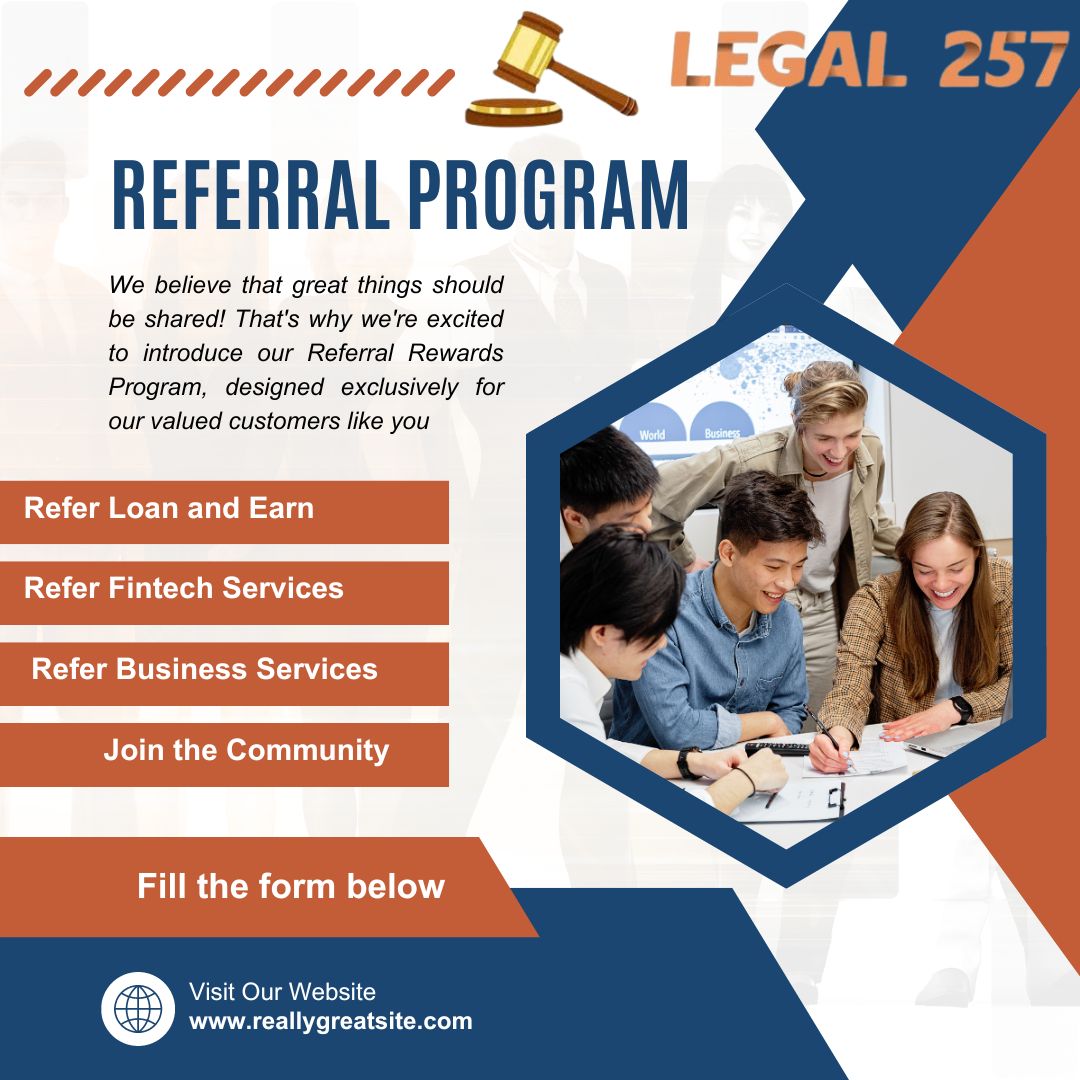 LEGAL 257
REFERRAL PROGRAM
We believe that great things should
be shared! That's why we're excited
to introduce our Referral Rewards
Program, designed exclusively for
our valued customers like you
World
Business
Refer Loan and Earn
Refer Fintech Services
Refer Business Services
Join the Community
Fill the form below
Visit Our Website
www.reallygreatsite.com